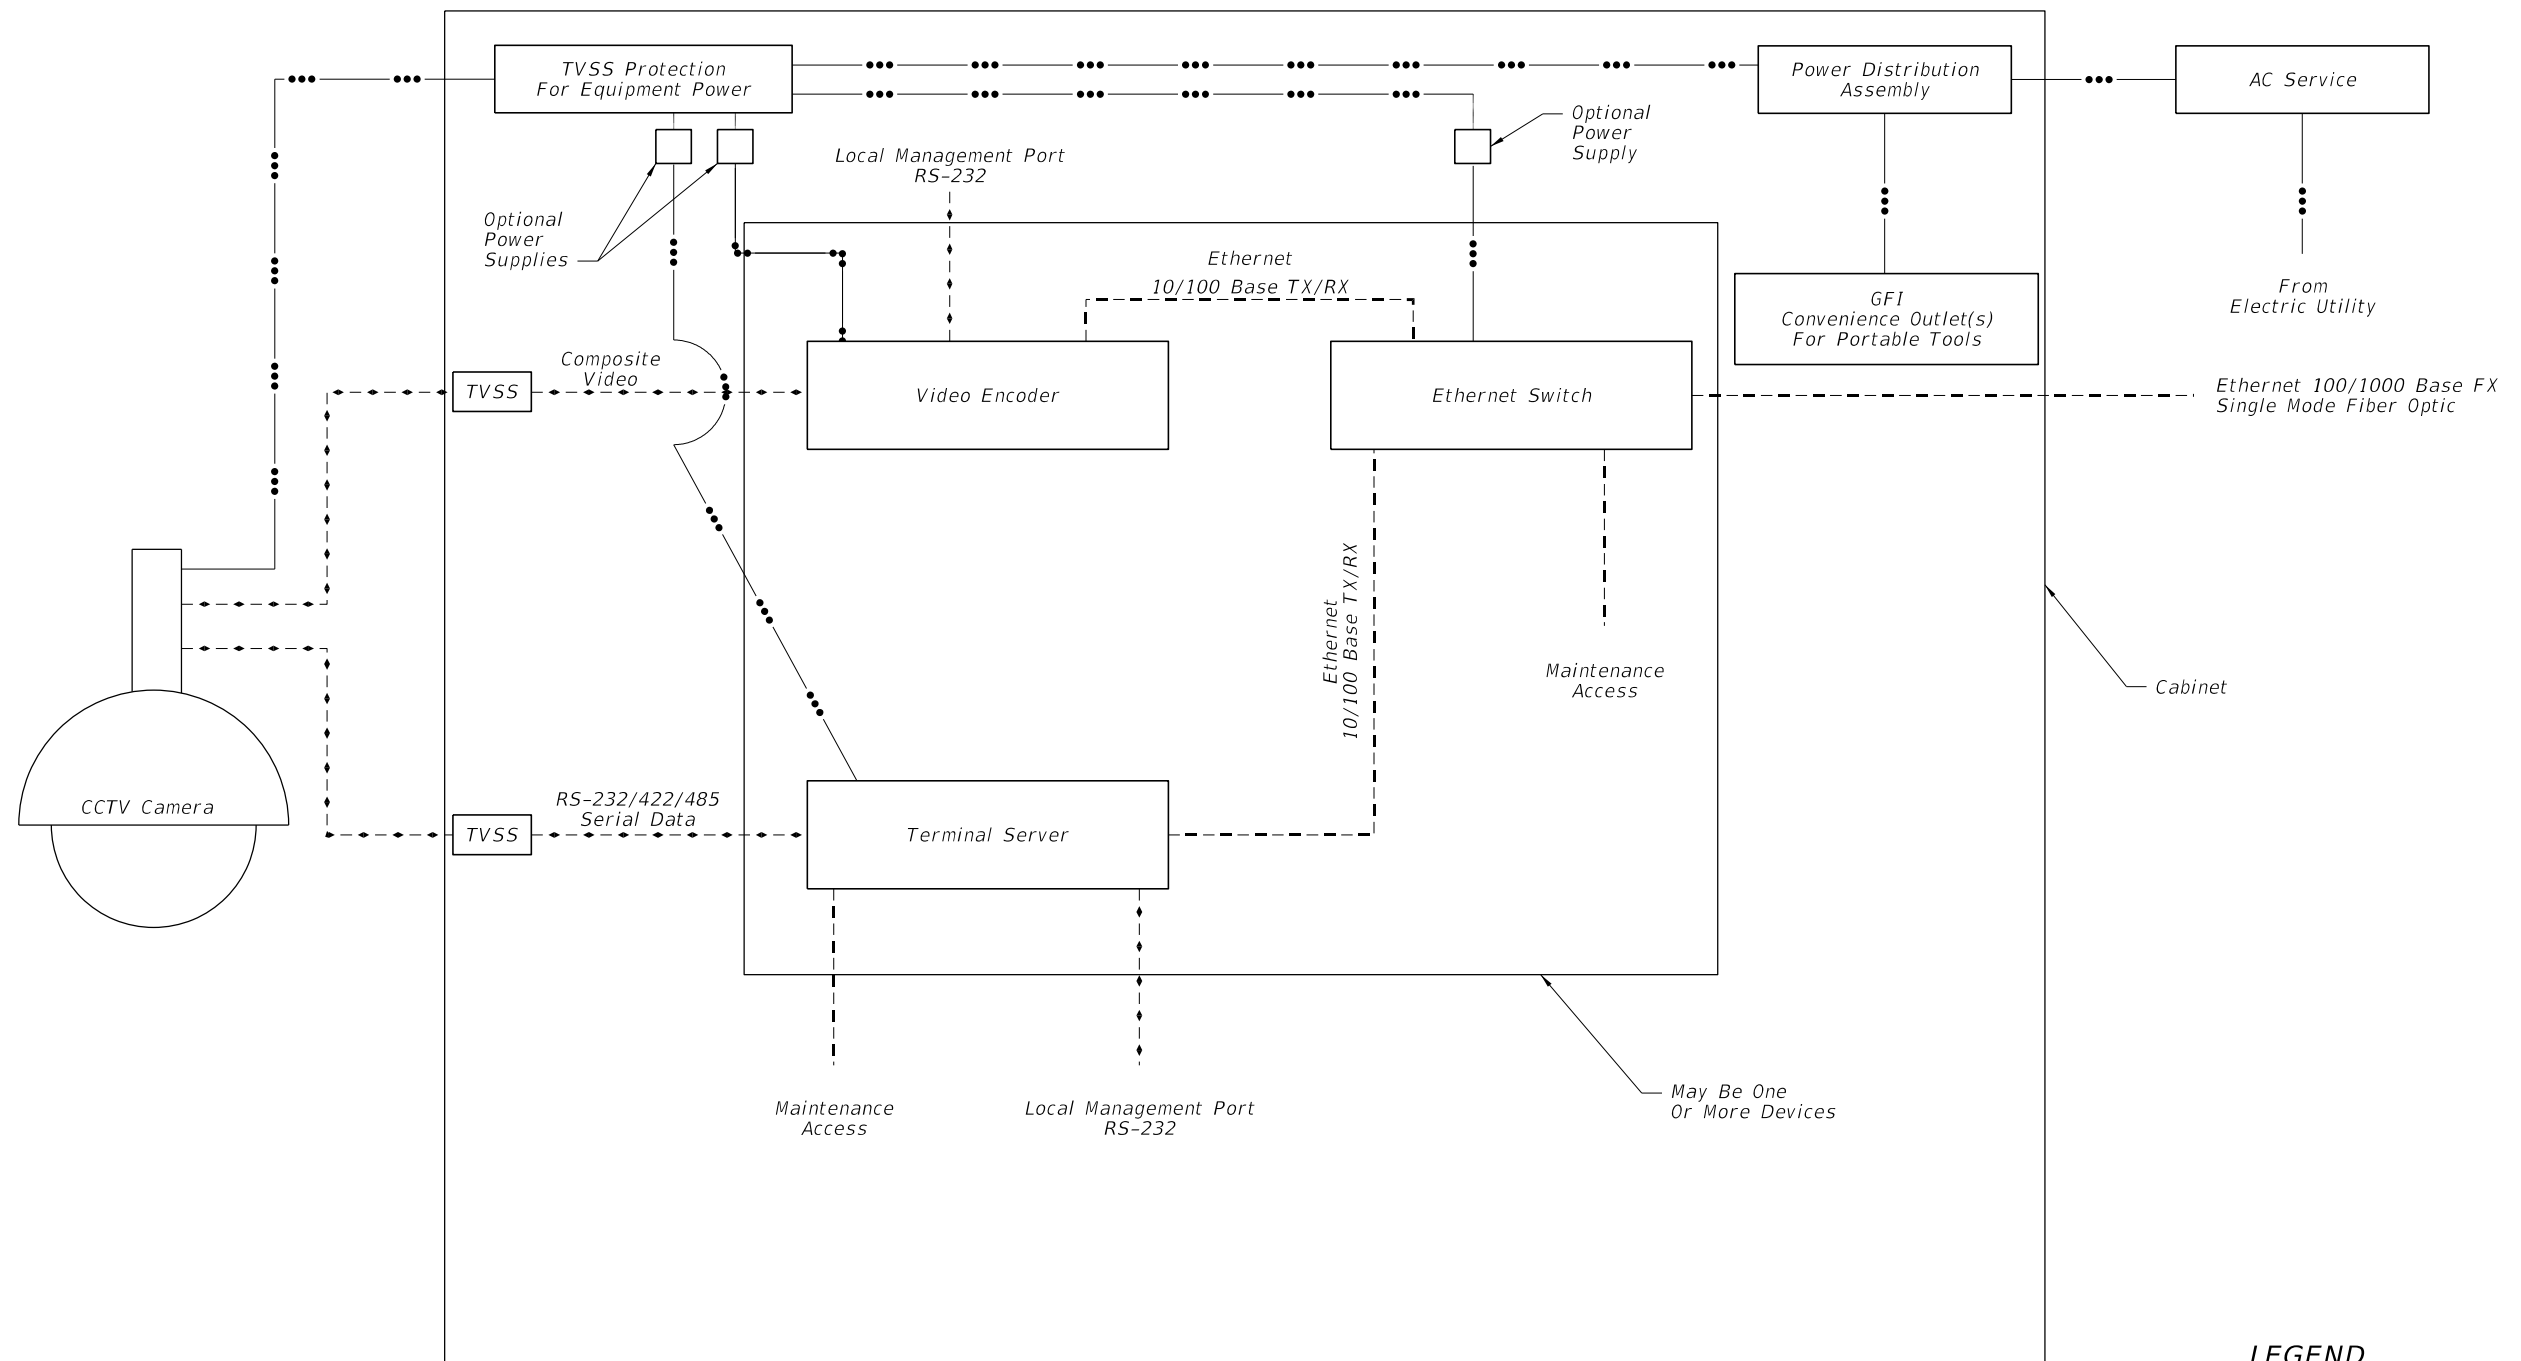 TVSS Protection
For Equipment Power
Power Distribution
Assembly
AC Service
Optional
Power
Supply
Local Management Port
RS-232
Optional
Power
Supplies
Ethernet
10/100 Base TX/RX
GFI
Convenience Outlet(s)
For Portable Tools
From
Electric Utility
Composite
Video
TVSS
Video Encoder
Ethernet Switch
Ethernet 100/1000 Base FX
Single Mode Fiber Optic
Ethernet
10/100 Base TX/RX
Maintenance
Access
Cabinet
CCTV Camera
TVSS
RS-232/422/485
Serial Data
Terminal Server
Maintenance
Access
Local Management Port
RS-232
May Be One
Or More Devices
LEGEND